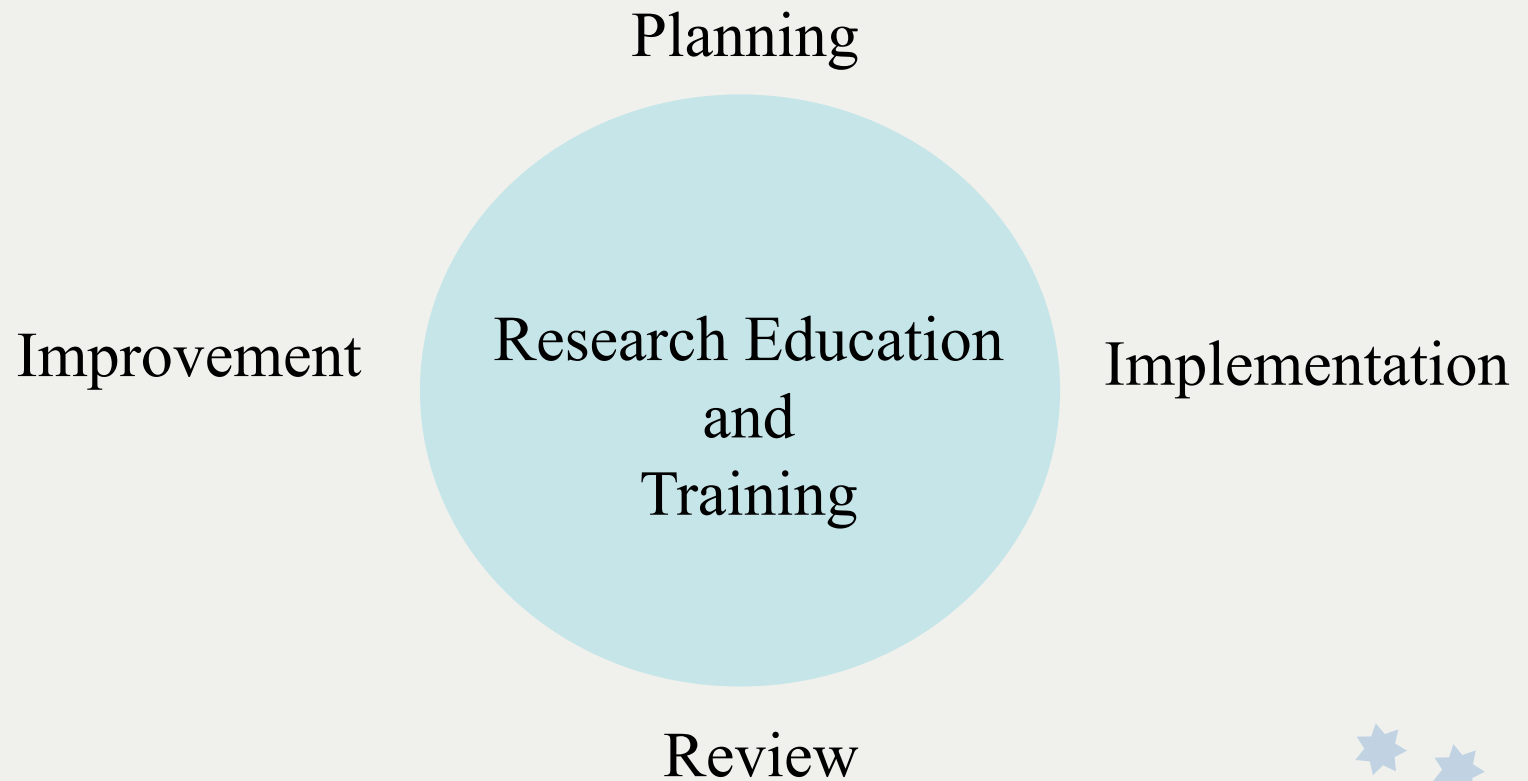 Planning
Improvement
Research Education
and
Training
Implementation
Review